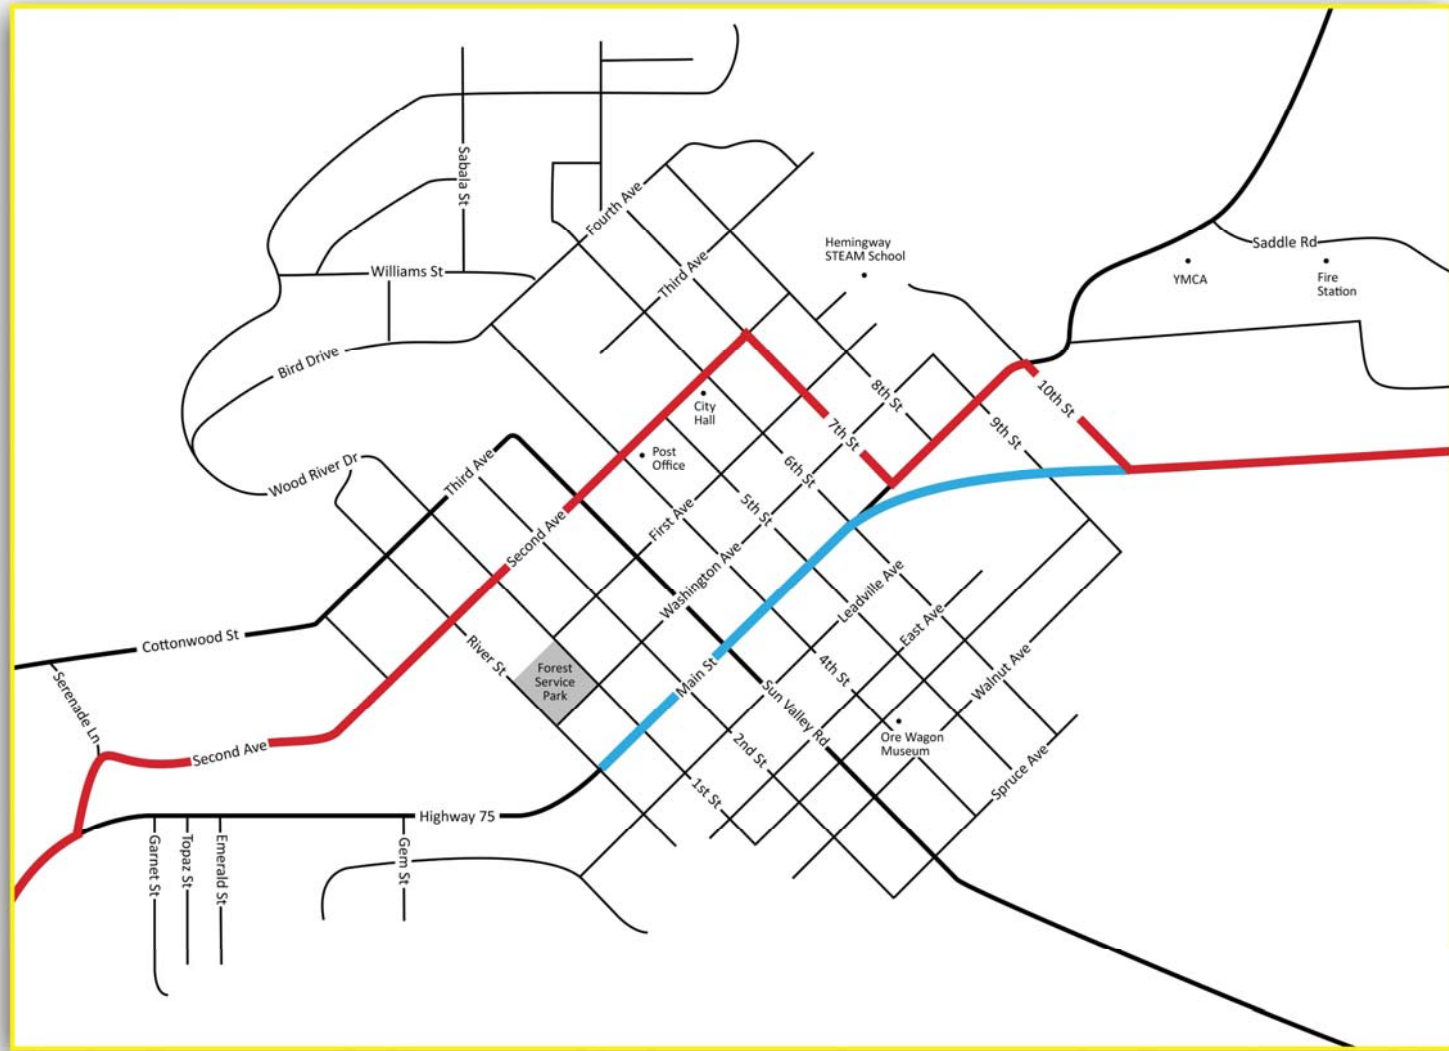 Sabala St
Fourth Ave
Hemingway
STEAM School
Saddle Rd
Williams St
Third Ave
YMCA
Fire
Station
Bird Drive
8th St
10th St
City
Hall
9th St
7th St
Post
Office
Wood River Dr
Third Ave
6th St
5th St
First Ave
Second Ave
Washington Ave
Leadville Ave
East Ave
Cottonwood St
River St
Forest
Service
Park
Main St
4th St
Walnut Ave
Serenade Ln
Sun Valley Rd
Ore Wagon
Museum
Second Ave
2nd St
Spruce Ave
1st St
Highway 75
Garnet St
Topaz St
Emerald St
Gem St